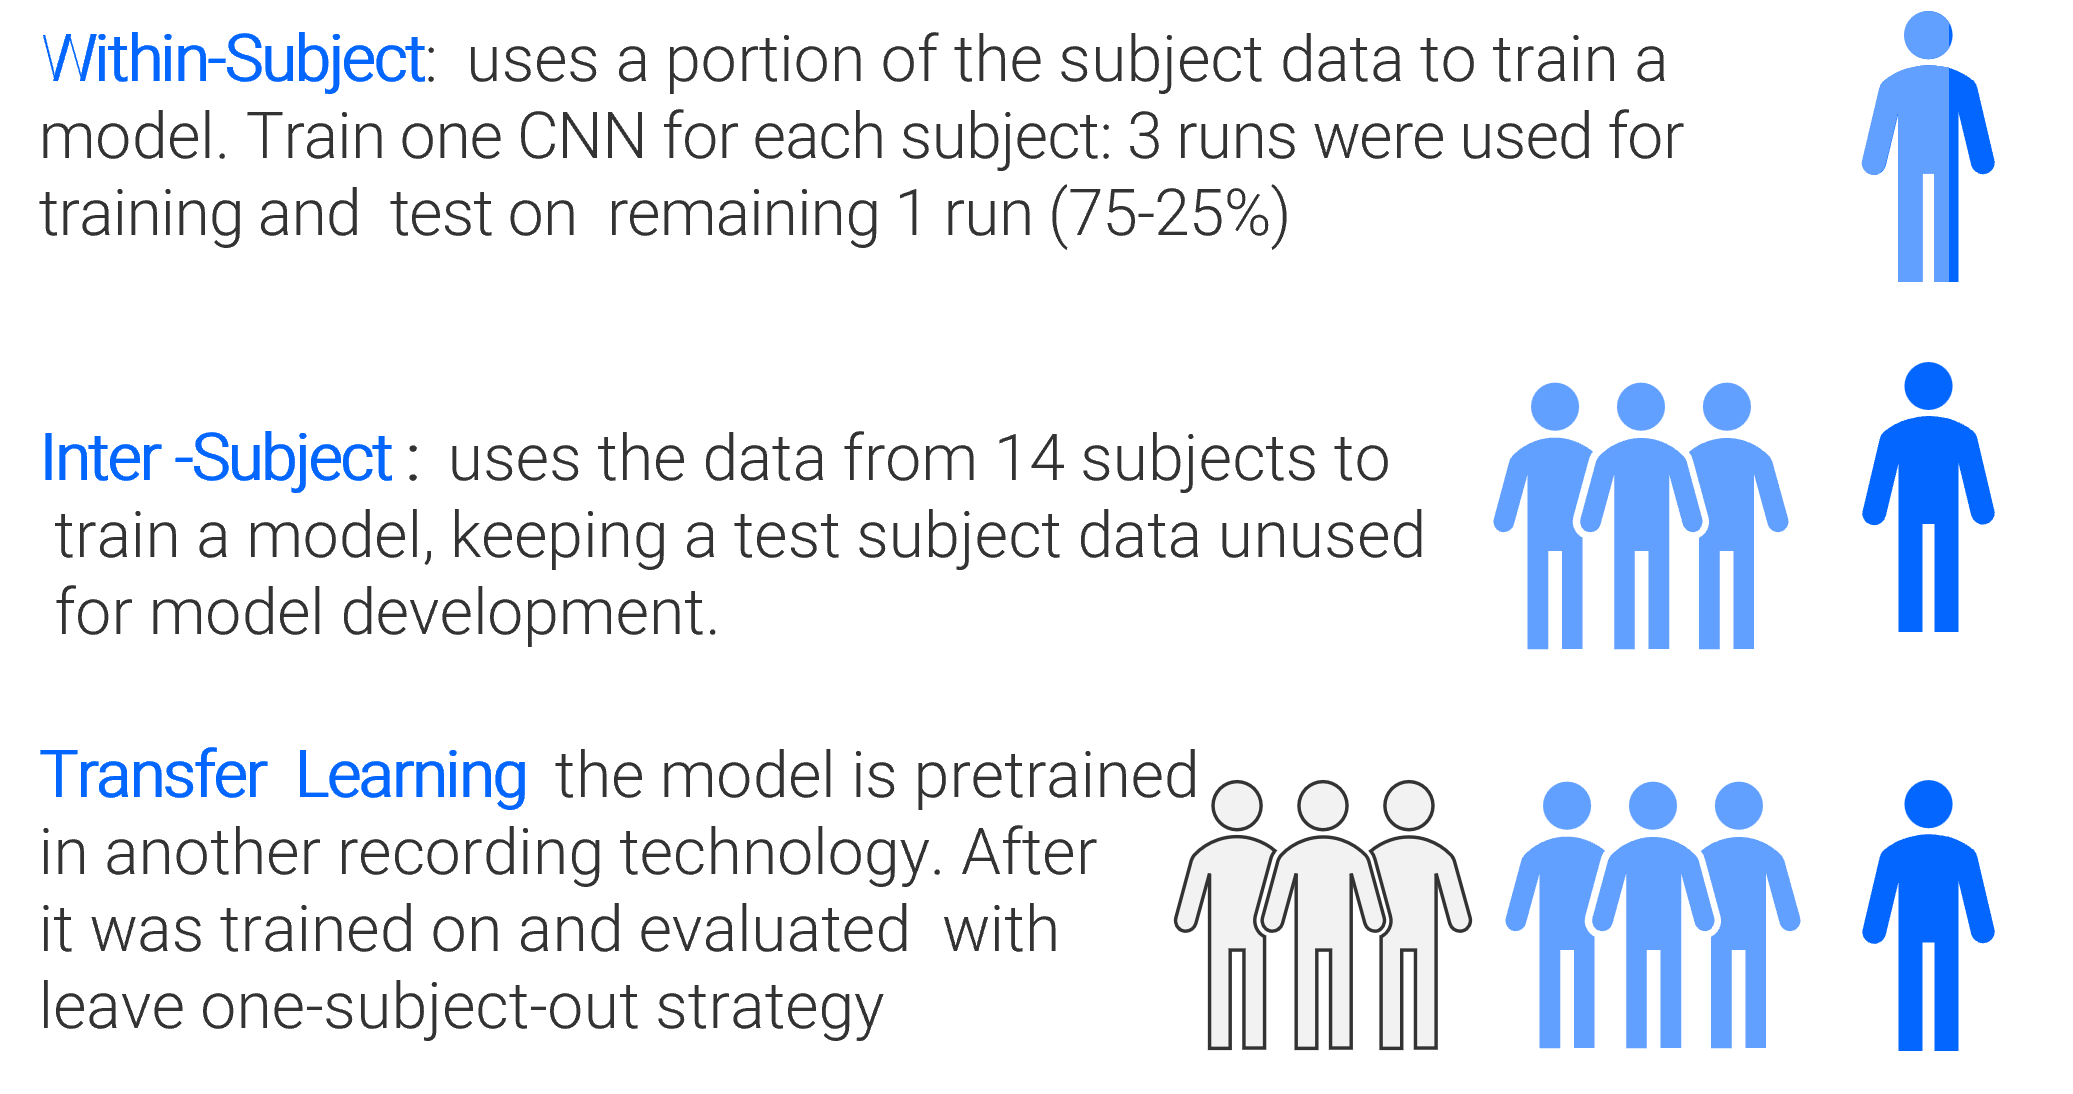 Within-Subject: uses a portion of the subject data to train a
model. Train one CNN for each subject: 3 runs were used for
training and test on remaining 1 run (75-25%)
Inter -Subject : uses the data from 14 subjects to
train a model, keeping a test subject data unused
for model development.
Transfer Learning the model is pretrained
in another recording technology. After
it was trained on and evaluated with
leave one-subject-out strategy